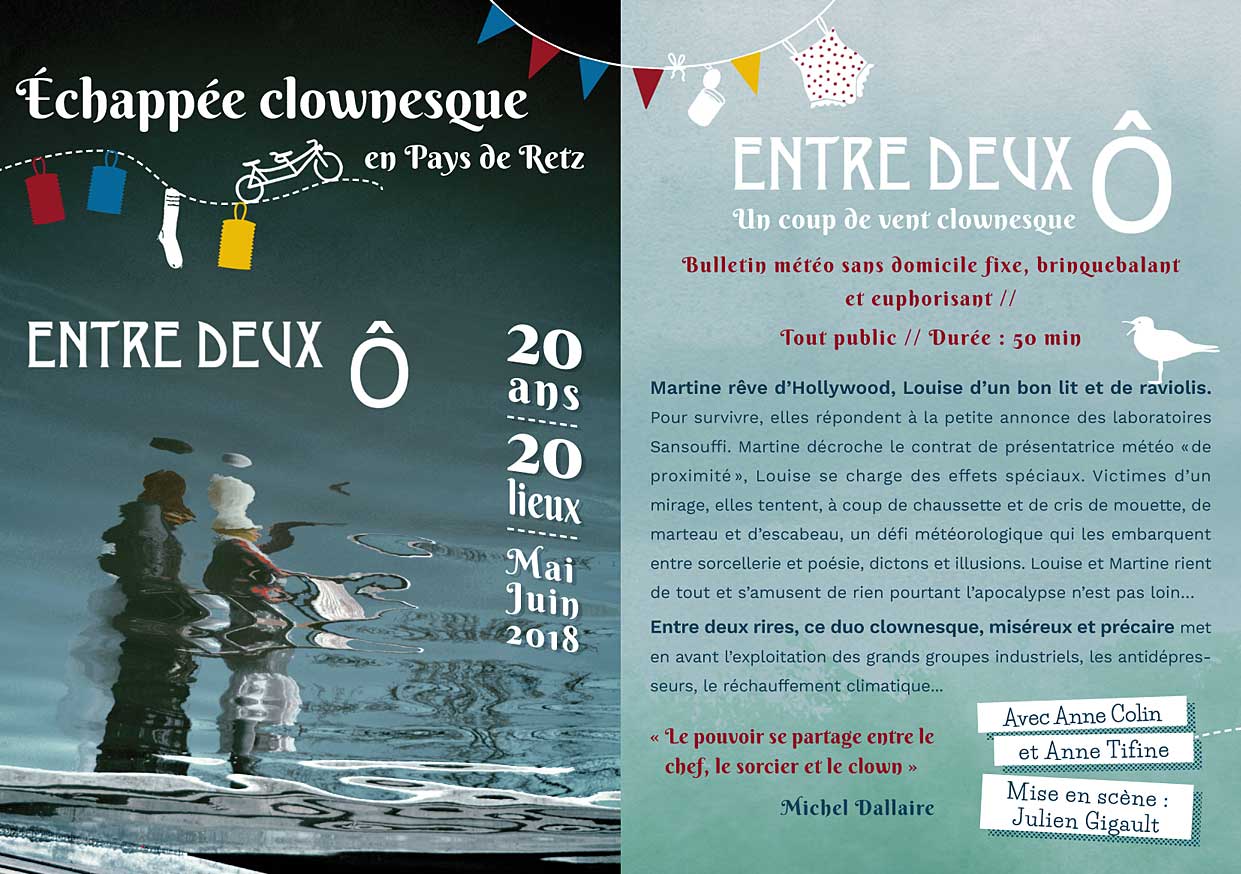 Échappée clownesque
en Pays de Retz
ENTRE DEUX Ô
20
ans
20
lieux
Mai
Juin
2018
ENTRE DEUX Ô
Un coup de vent clownesque
Bulletin météo sans domicile fixe, brinquebalant
et euphorisant //
Tout public // Durée : 50 min
Martine rêve d’Hollywood, Louise d’un bon lit et de raviolis.
Pour survivre, elles répondent à la petite annonce des laboratoires
Sansouffi. Martine décroche le contrat de présentatrice météo « de
proximité », Louise se charge des effets spéciaux. Victimes d’un
mirage, elles tentent, à coup de chaussette et de cris de mouette, de
marteau et d’escabeau, un défi météorologique qui les embarquent
entre sorcellerie et poésie, dictons et illusions. Louise et Martine rient
de tout et s’amusent de rien pourtant l’apocalypse n’est pas loin...
Entre deux rires, ce duo clownesque, miséreux et précaire met
en avant l’exploitation des grands groupes industriels, les antidépres-
seurs, le réchauffement climatique...
« Le pouvoir se partage entre le
chef, le sorcier et le clown »
Michel Dallaire
Avec Anne Colin
et Anne Tifine
Mise en scène :
Julien Gigault